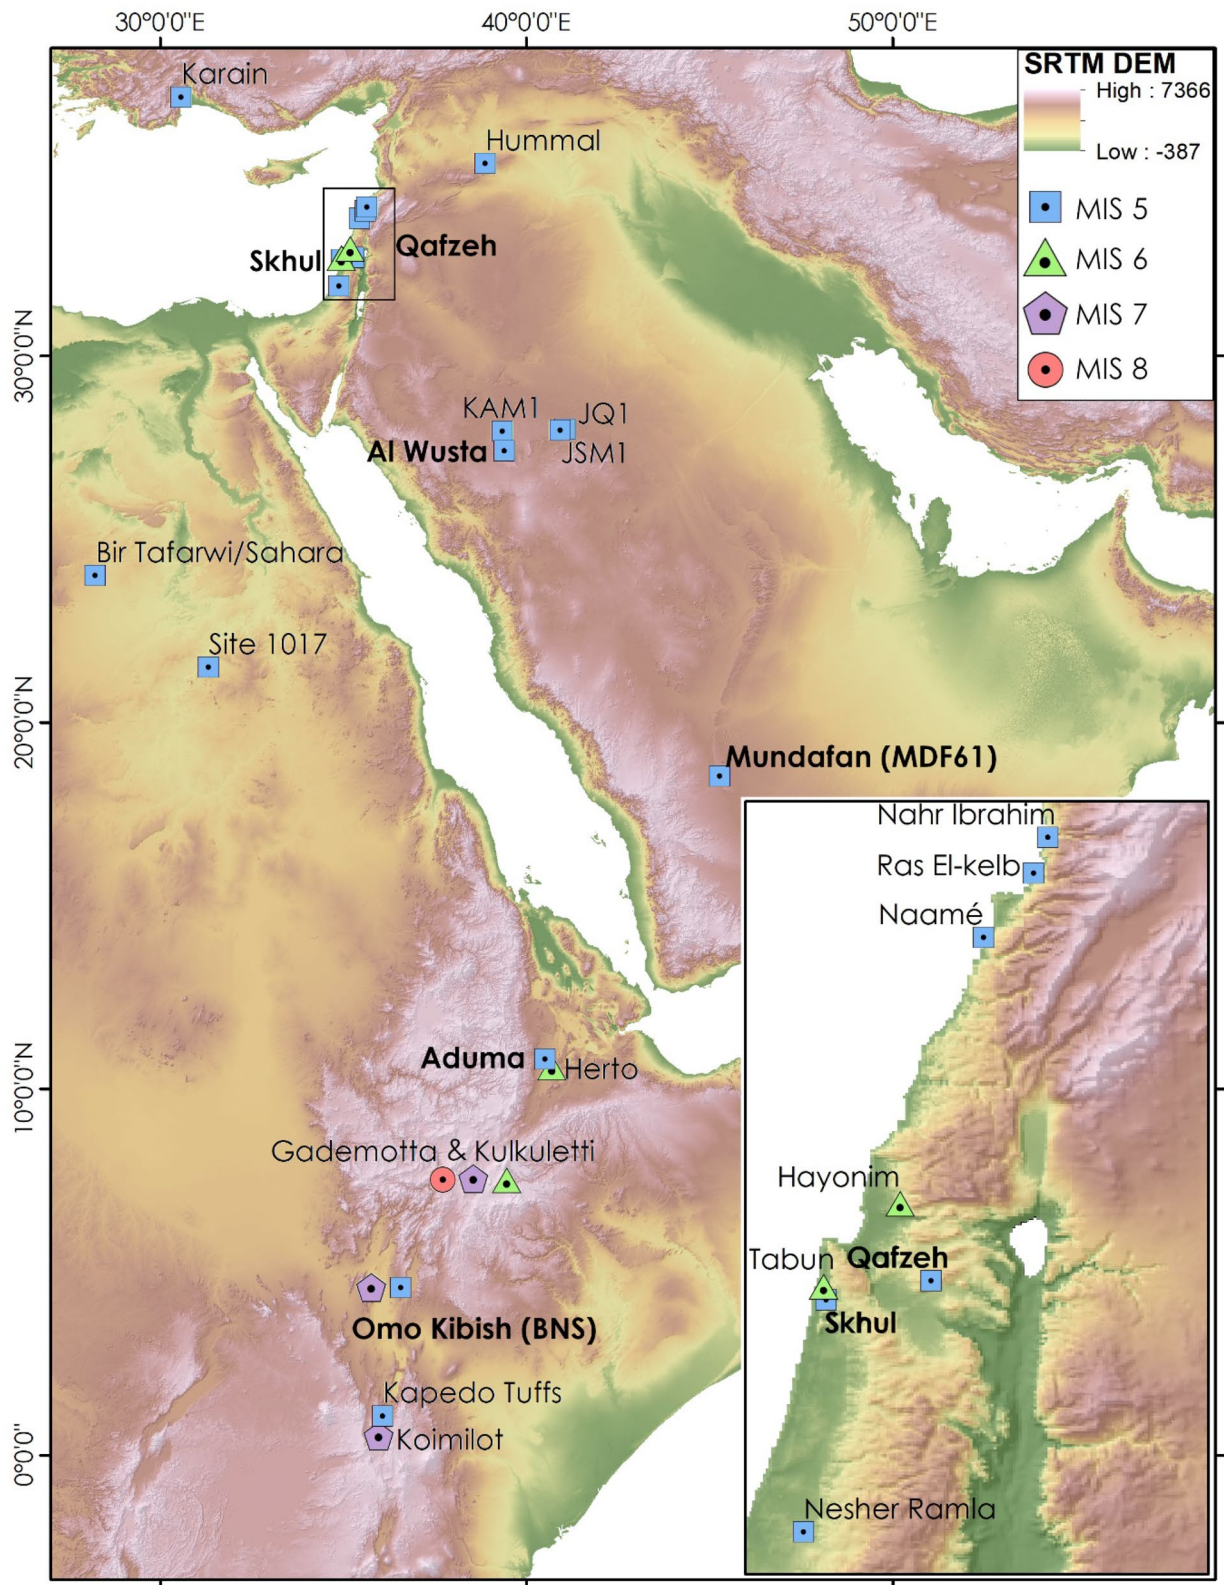 30°0'0"E
40°0'0"E
50°0'0"E
SRTM DEM
High : 7366
Low : -387
MIS 5
MIS 6
MIS 7
MIS 8
Karain
Hummal
Skhul
Qafzeh
30°0'0"N
KAM1
JQ1
Al Wusta
JSM1
Bir Tafarwi/Sahara
Site 1017
20°0'0"N
Mundafan (MDF61)
Aduma
Herto
10°0'0"N
Gademotta & Kulkuletti
Omo Kibish (BNS)
Kapedo Tuffs
Koimilot
0°0'0"
Nahr Ibrahim
Ras El-kelb
Naamé
Hayonim
Tabun
Qafzeh
Skhul
Nesher Ramla